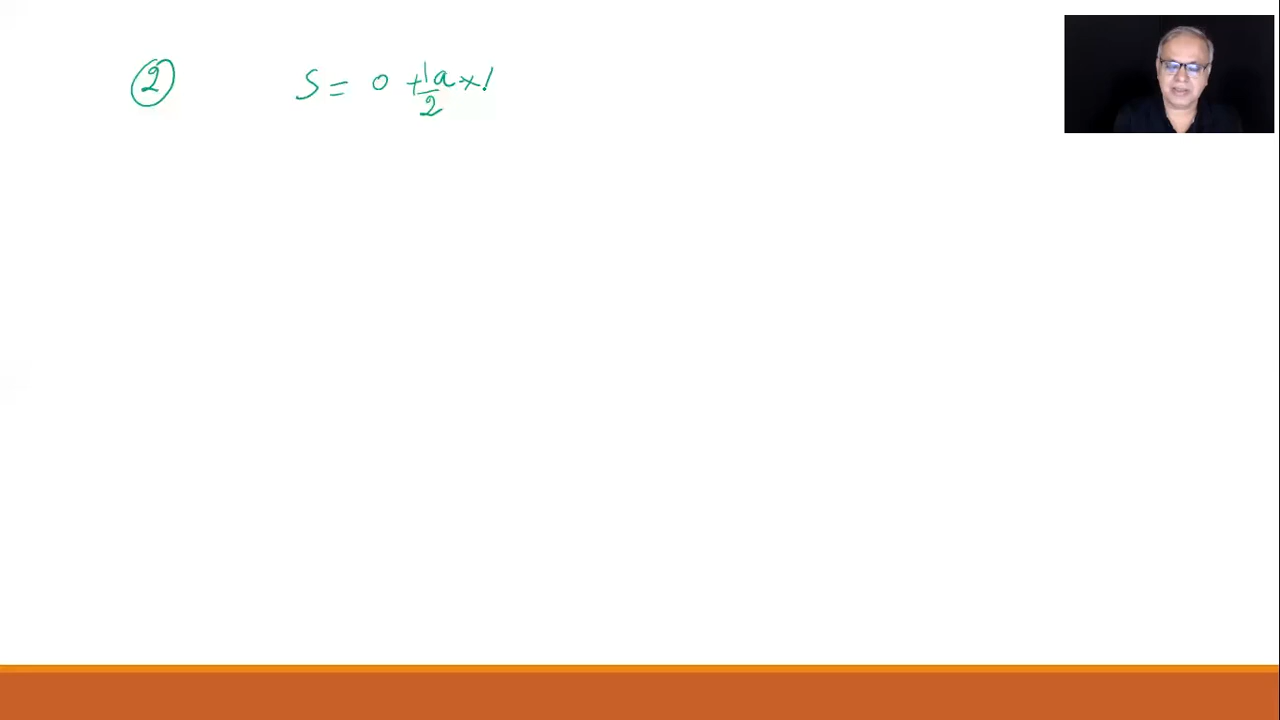 ② S = 0 + 1/2 a × 1